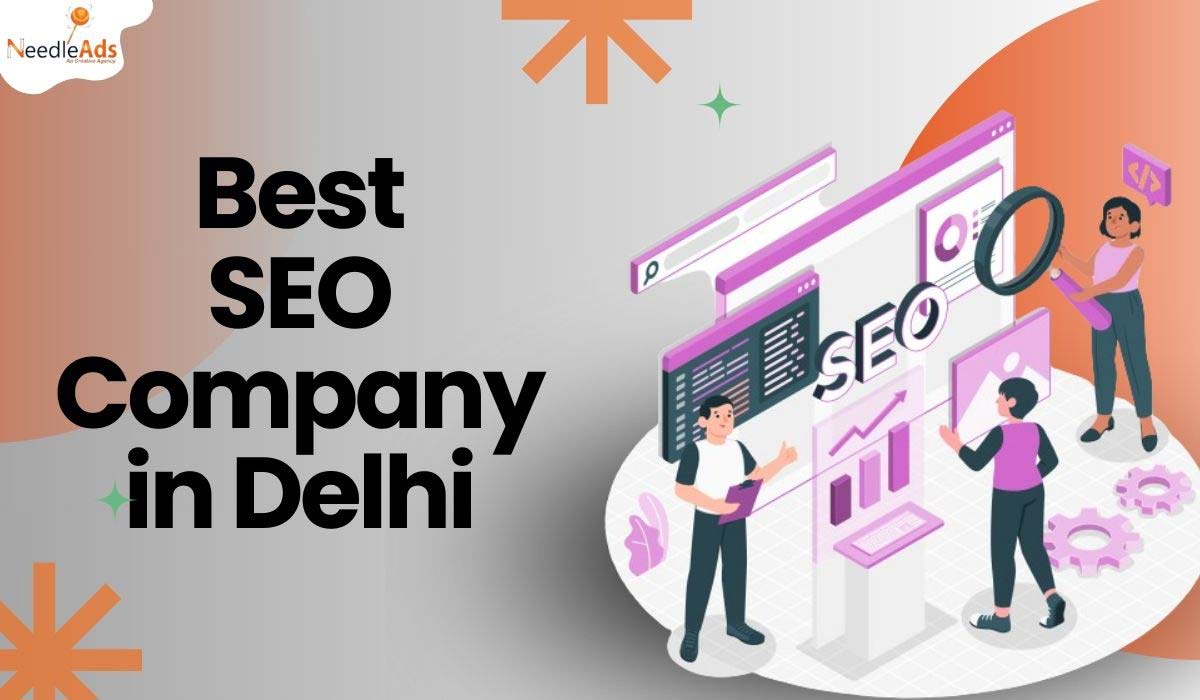 NeedleAds
An Creative Agency
Best
SEO
Company
in Delhi
SEO
</>